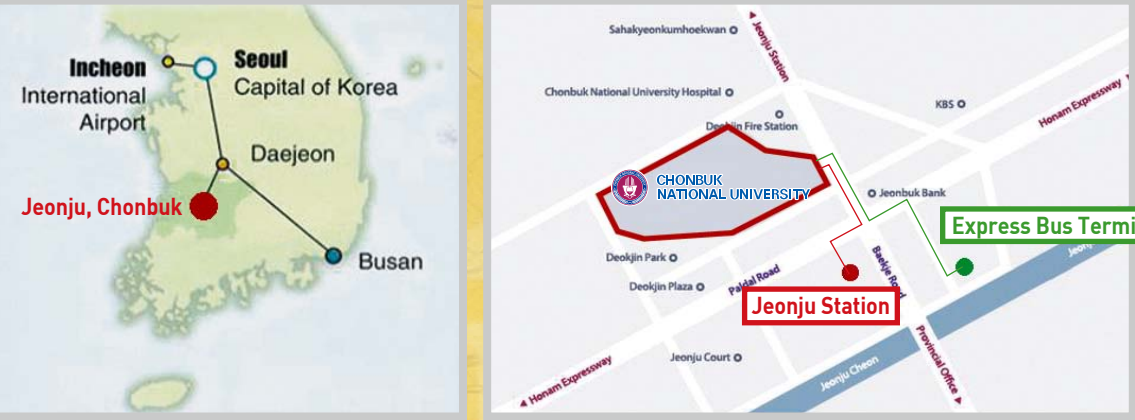 Incheon
International
Airport
Seoul
Capital of Korea
Daejeon
Jeonju, Chonbuk
Busan
Jeonju Station
Sahakyeonkumhoekwan
Chonbuk National University Hospital
KBS
Honam Expressway
Deokjin Fire Station
CHONBUK
NATIONAL UNIVERSITY
Jeonbuk Bank
Express Bus Termi
Jeonj
Deokjin Park
Baekje Road
Paldal Road
Deokjin Plaza
Jeonju Station
Provincial Office
Jeonju Court
Jeonju Cheon
Honam Expressway